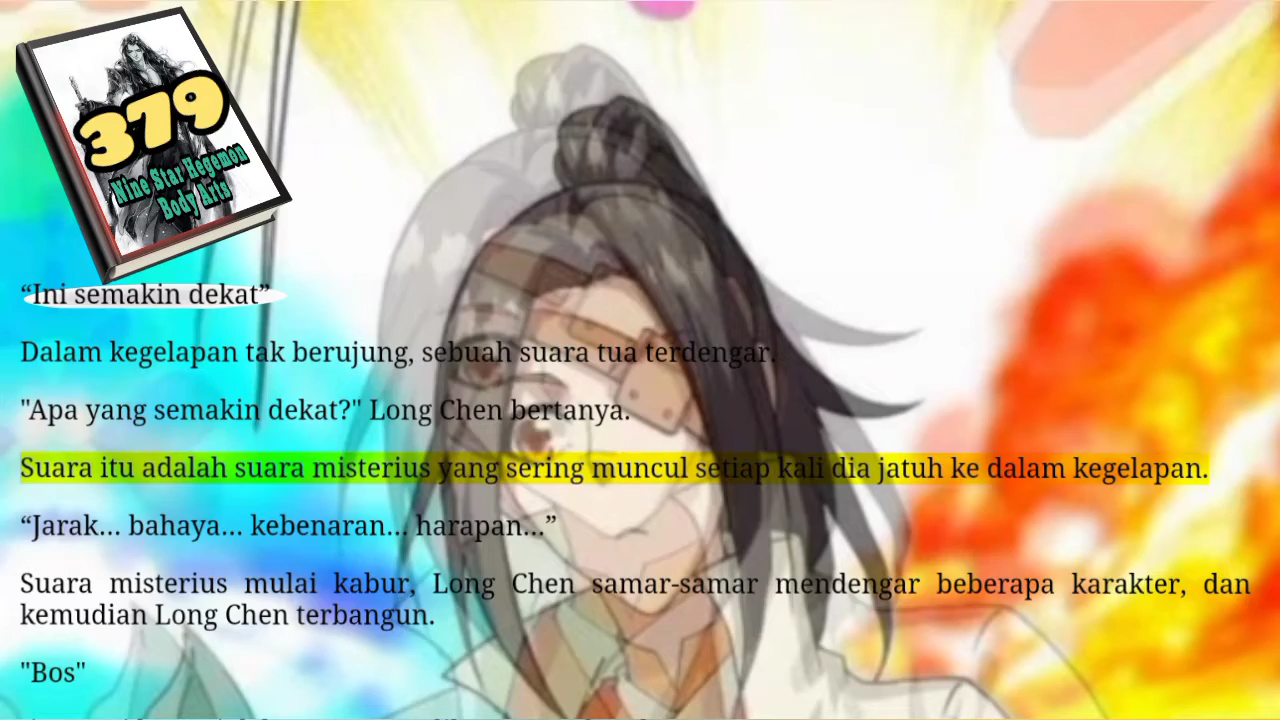 379
Nine Star Hegemon
Body Arts
“Ini semakin dekat”
Dalam kegelapan tak berujung, sebuah suara tua terdengar.
"Apa yang semakin dekat?" Long Chen bertanya.
Suara itu adalah suara misterius yang sering muncul setiap kali dia jatuh ke dalam kegelapan.
“Jarak... bahaya... kebenaran... harapan...”
Suara misterius mulai kabur, Long Chen samar-samar mendengar beberapa karakter, dan
kemudian Long Chen terbangun.
"Bos"